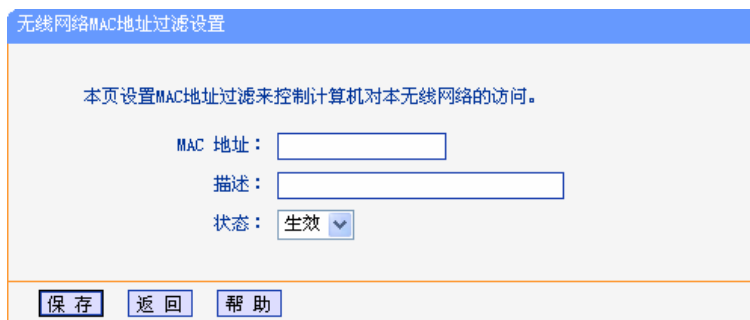 无线网络MAC地址过滤设置
本页设置MAC地址过滤来控制计算机对本无线网络的访问。
MAC 地址：
描述：
状态： 生效
保 存 返 回 帮 助